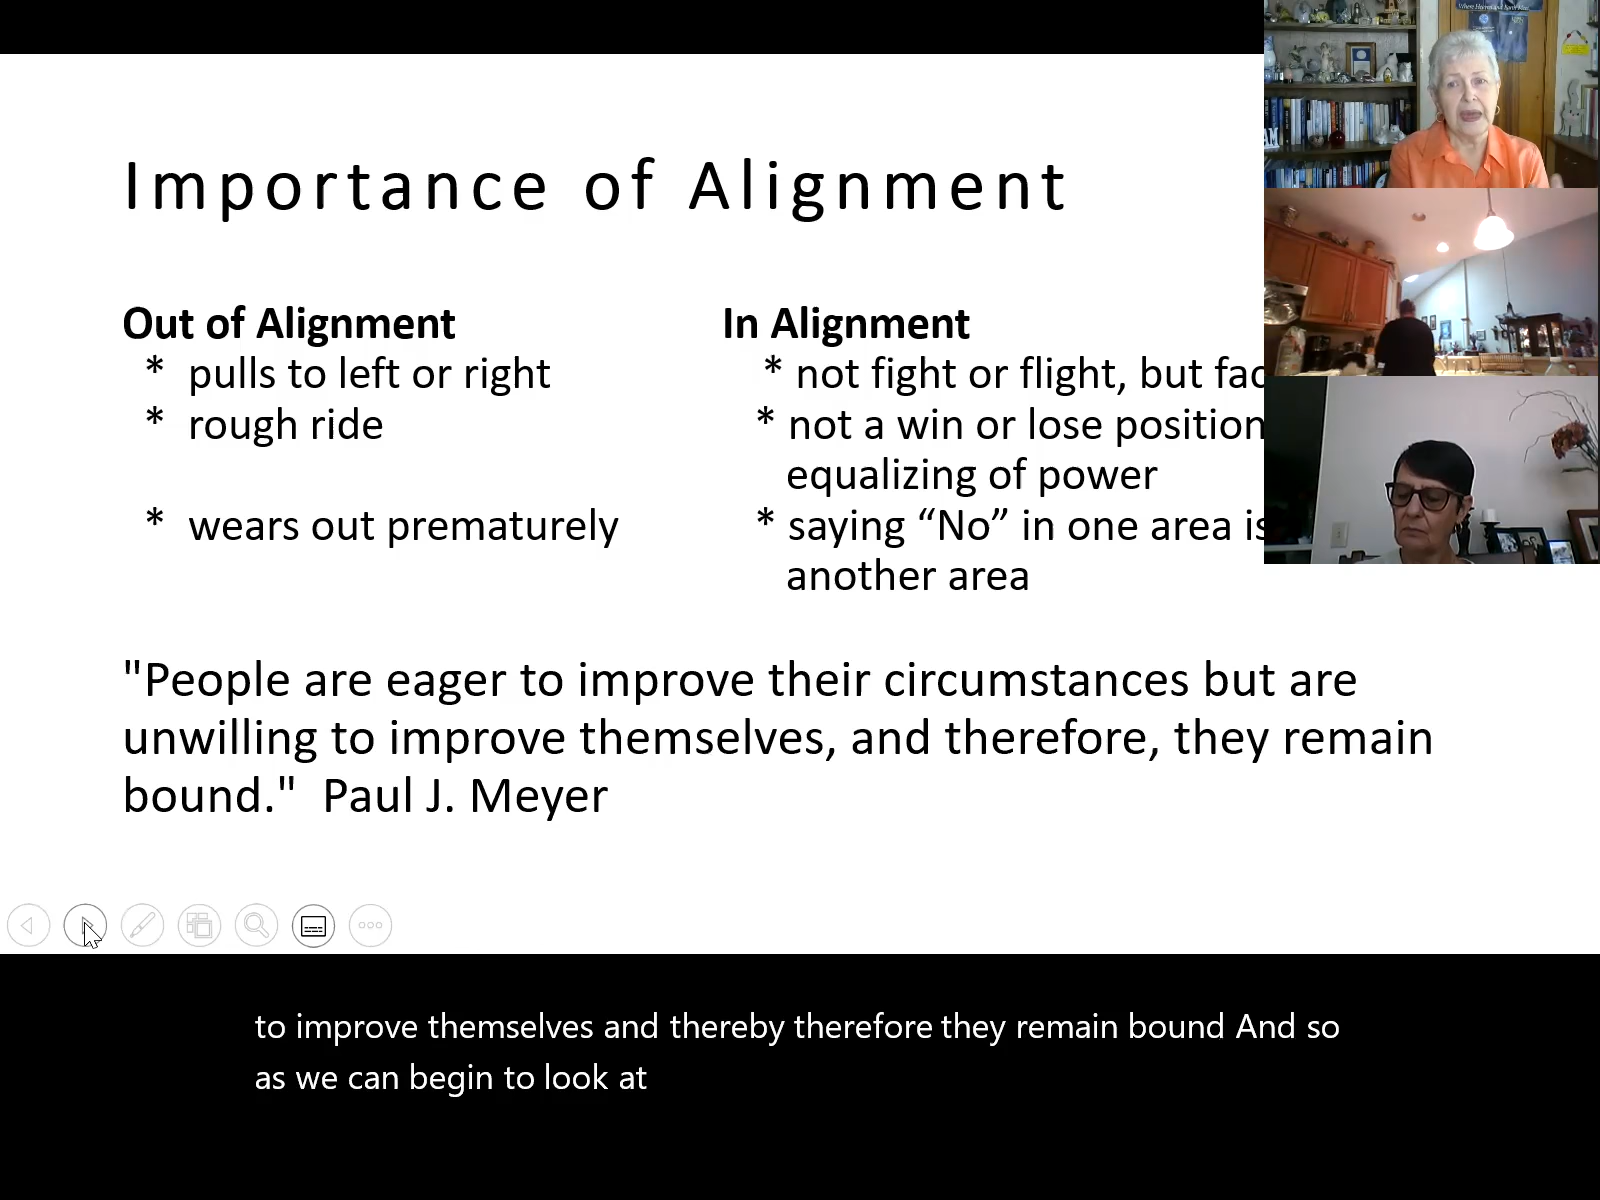 Importance of Alignment
Out of Alignment
* pulls to left or right
* rough ride
* wears out prematurely
In Alignment
* not fight or flight, but
* not a win or lose position
equalizing of power
* saying “No” in one area
another area
"People are eager to improve their circumstances but are
unwilling to improve themselves, and therefore, they remain
bound." Paul J. Meyer
to improve themselves and thereby therefore they remain bound And so
as we can begin to look at